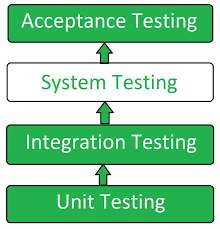 Acceptance Testing
System Testing
Integration Testing
Unit Testing